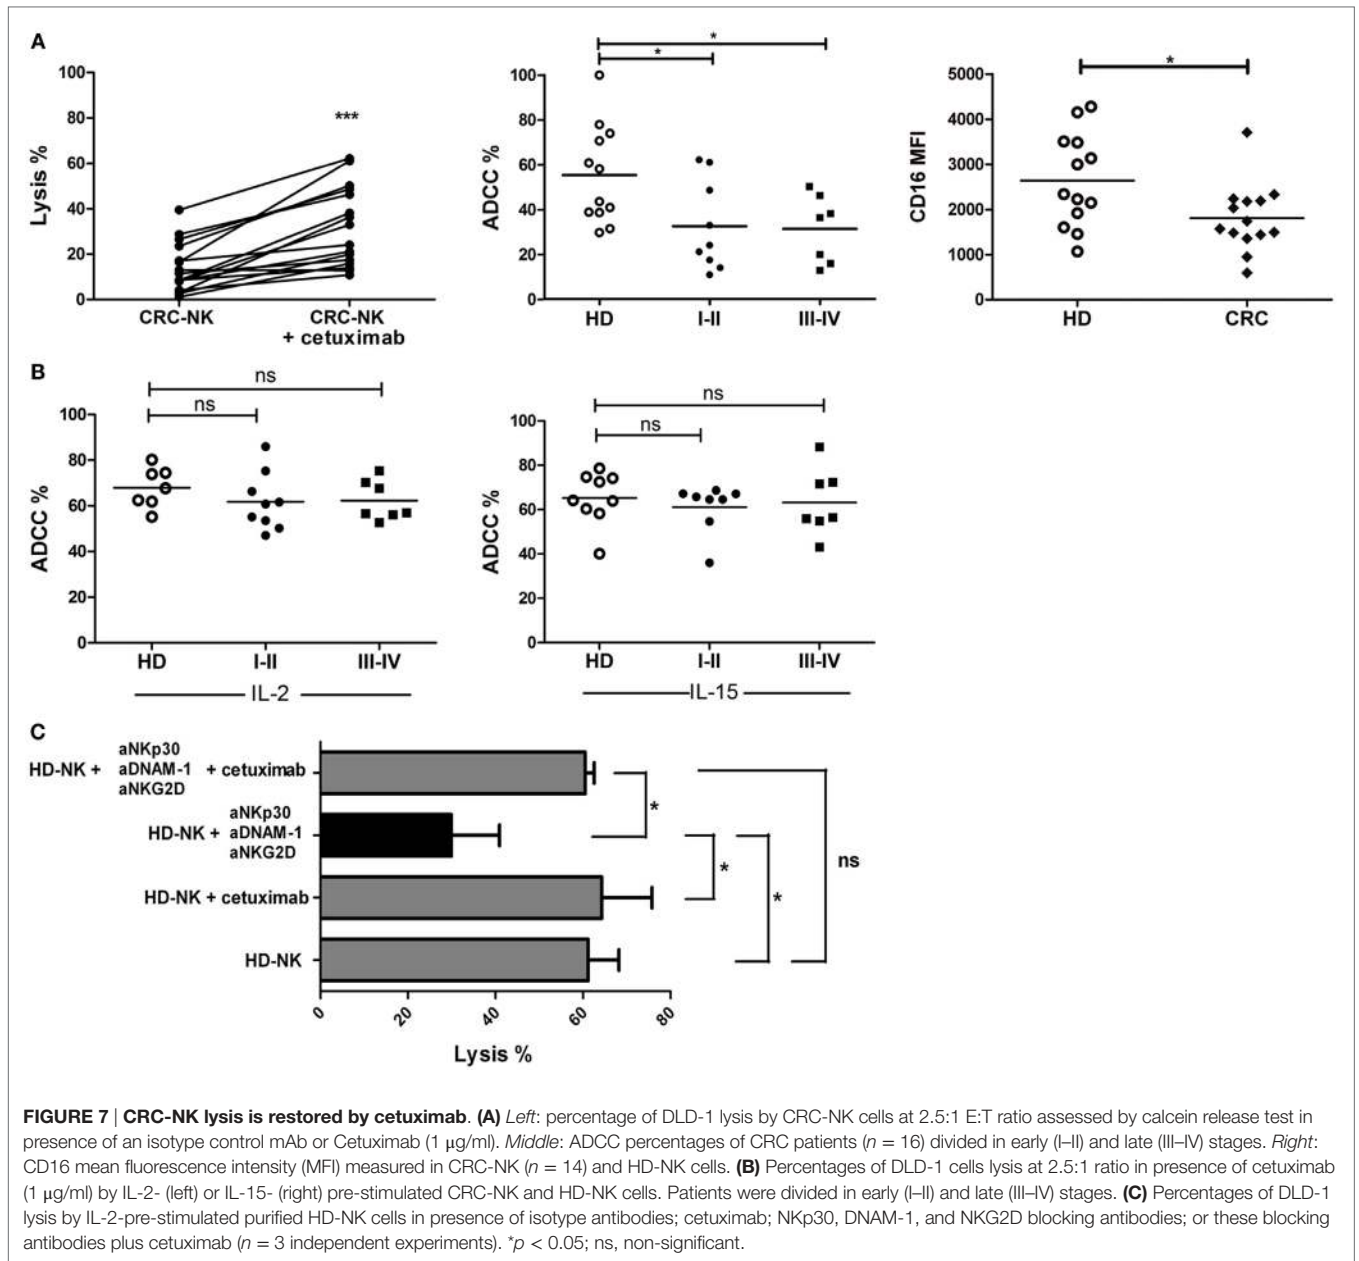 A
100
80
60
40
20
0
Lysis %
***
CRC-NK
CRC-NK
+ cetuximab
*
*
100
80
60
40
20
0
ADCC %
HD
I-II
III-IV
*
5000
4000
3000
2000
1000
0
CD16 MFI
HD
CRC
B
ns
ns
100
80
60
40
20
0
ADCC %
HD
I-II
III-IV
IL-2
ns
ns
100
80
60
40
20
0
ADCC %
HD
I-II
III-IV
IL-15
C
aNKp30
HD-NK + aDNAM-1 + cetuximab
aNKG2D
aNKp30
HD-NK + aDNAM-1
aNKG2D
HD-NK + cetuximab
HD-NK
*
*
*
ns
0
20
40
60
80
Lysis %
FIGURE 7 | CRC-NK lysis is restored by cetuximab. (A) Left: percentage of DLD-1 lysis by CRC-NK cells at 2.5:1 E:T ratio assessed by calcein release test in
presence of an isotype control mAb or Cetuximab (1 μg/ml). Middle: ADCC percentages of CRC patients (n = 16) divided in early (I–II) and late (III–IV) stages. Right:
CD16 mean fluorescence intensity (MFI) measured in CRC-NK (n = 14) and HD-NK cells. (B) Percentages of DLD-1 cells lysis at 2.5:1 ratio in presence of cetuximab
(1 μg/ml) by IL-2- (left) or IL-15- (right) pre-stimulated CRC-NK and HD-NK cells. Patients were divided in early (I–II) and late (III–IV) stages. (C) Percentages of DLD-1
lysis by IL-2-pre-stimulated purified HD-NK cells in presence of isotype antibodies; cetuximab; NKp30, DNAM-1, and NKG2D blocking antibodies; or these blocking
antibodies plus cetuximab (n = 3 independent experiments). *p < 0.05; ns, non-significant.